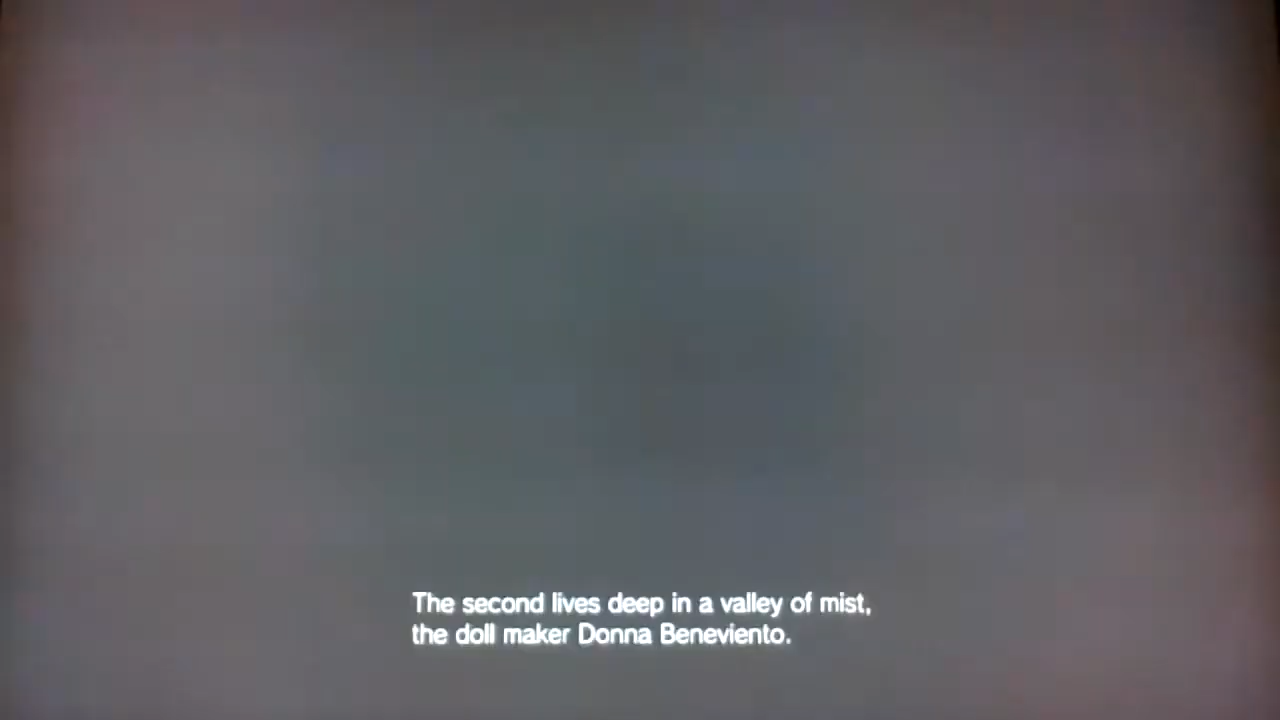 The second lives deep in a valley of mist,
the doll maker Donna Beneviento.